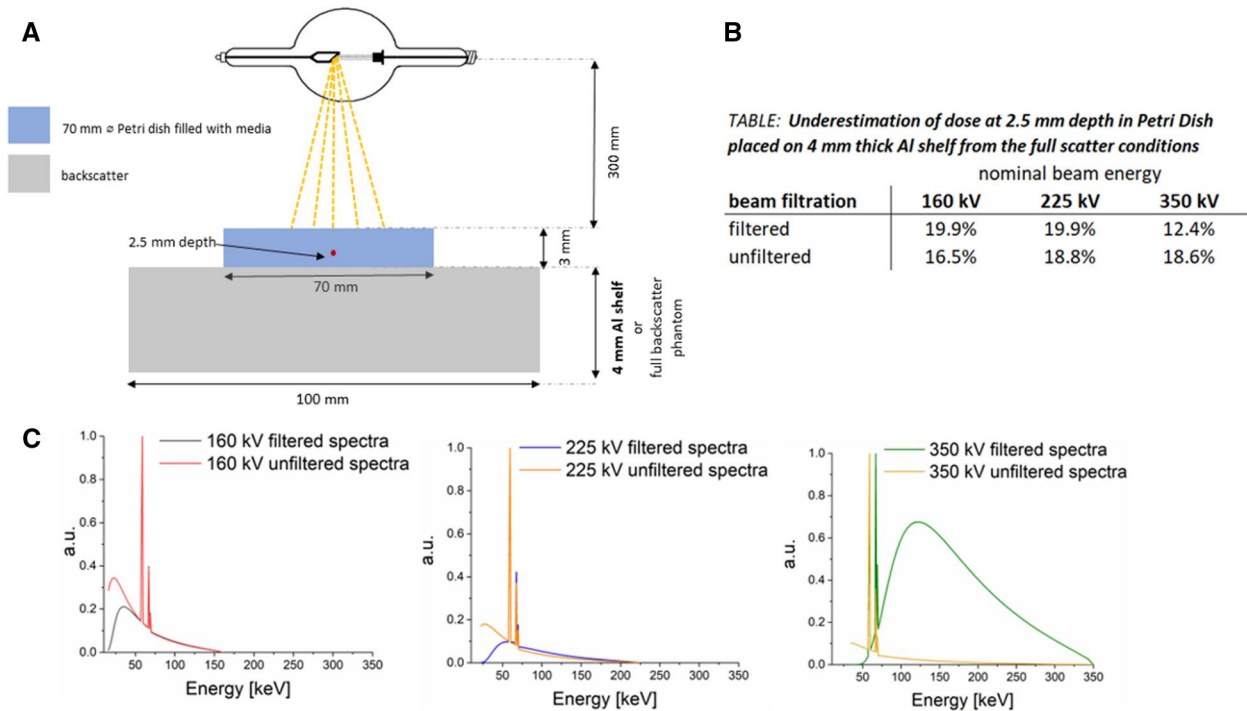 A
70 mm ⌀ Petri dish filled with media
backscatter
2.5 mm depth
70 mm
100 mm
300 mm
3 mm
4 mm Al shelf
or
full backscatter
phantom
B
TABLE: Underestimation of dose at 2.5 mm depth in Petri Dish
placed on 4 mm thick Al shelf from the full scatter conditions
nominal beam energy
beam filtration 160 kV 225 kV 350 kV
filtered 19.9% 19.9% 12.4%
unfiltered 16.5% 18.8% 18.6%
C
160 kV filtered spectra
160 kV unfiltered spectra
a.u.
1.0
0.8
0.6
0.4
0.2
0.0
50 100 150 200 250 300 350
Energy [keV]
225 kV filtered spectra
225 kV unfiltered spectra
a.u.
1.0
0.8
0.6
0.4
0.2
0.0
50 100 150 200 250 300 350
Energy [keV]
350 kV filtered spectra
350 kV unfiltered spectra
a.u.
1.0
0.8
0.6
0.4
0.2
0.0
50 100 150 200 250 300 350
Energy [keV]